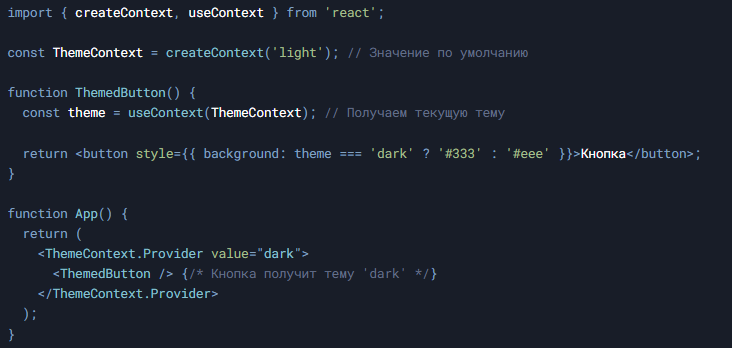 import { createContext, useContext } from 'react';
const ThemeContext = createContext('light'); // Значение по умолчанию
function ThemedButton() {
const theme = useContext(ThemeContext); // Получаем текущую тему
return <button style={{ background: theme === 'dark' ? '#333' : '#eee' }}>Кнопка</button>;
}
function App() {
return (
<ThemeContext.Provider value="dark">
<ThemedButton /> {/* Кнопка получит тему 'dark' */}
</ThemeContext.Provider>
);
}